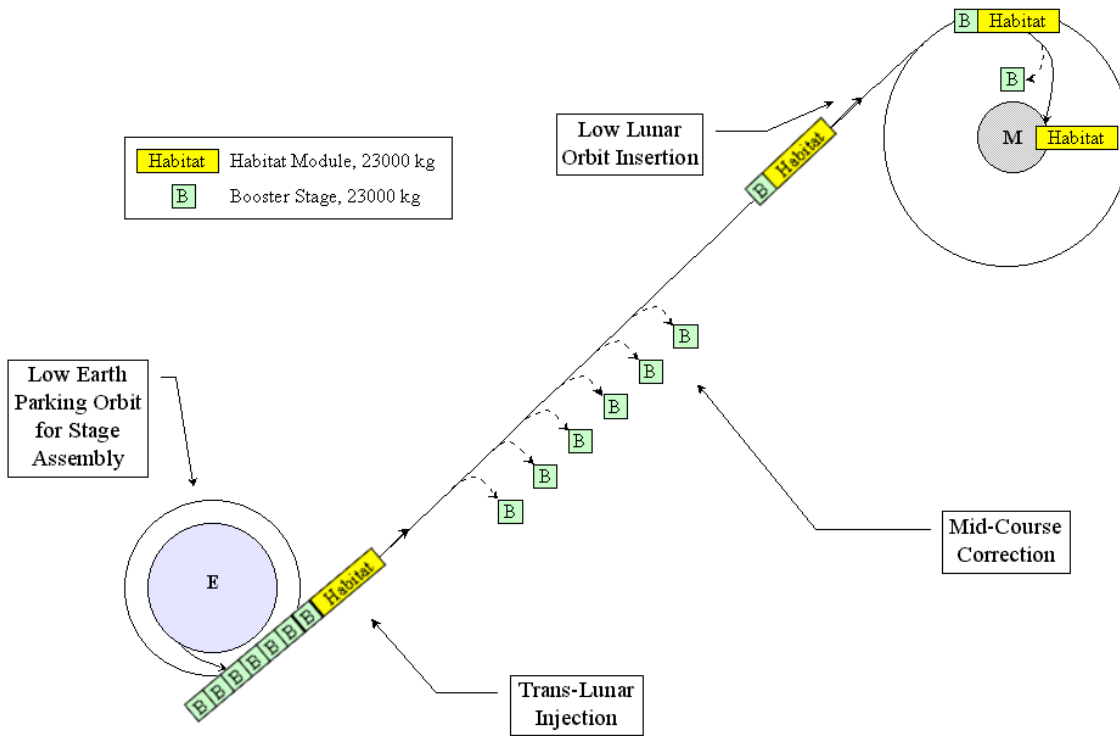 B Habitat
B
M
Habitat
Low Lunar
Orbit Insertion
B Habitat
Habitat Habitat Module, 23000 kg
B Booster Stage, 23000 kg
B
B
B
B
B
B
Low Earth
Parking Orbit
for Stage
Assembly
Mid-Course
Correction
E
B B B B B B B Habitat
Trans-Lunar
Injection